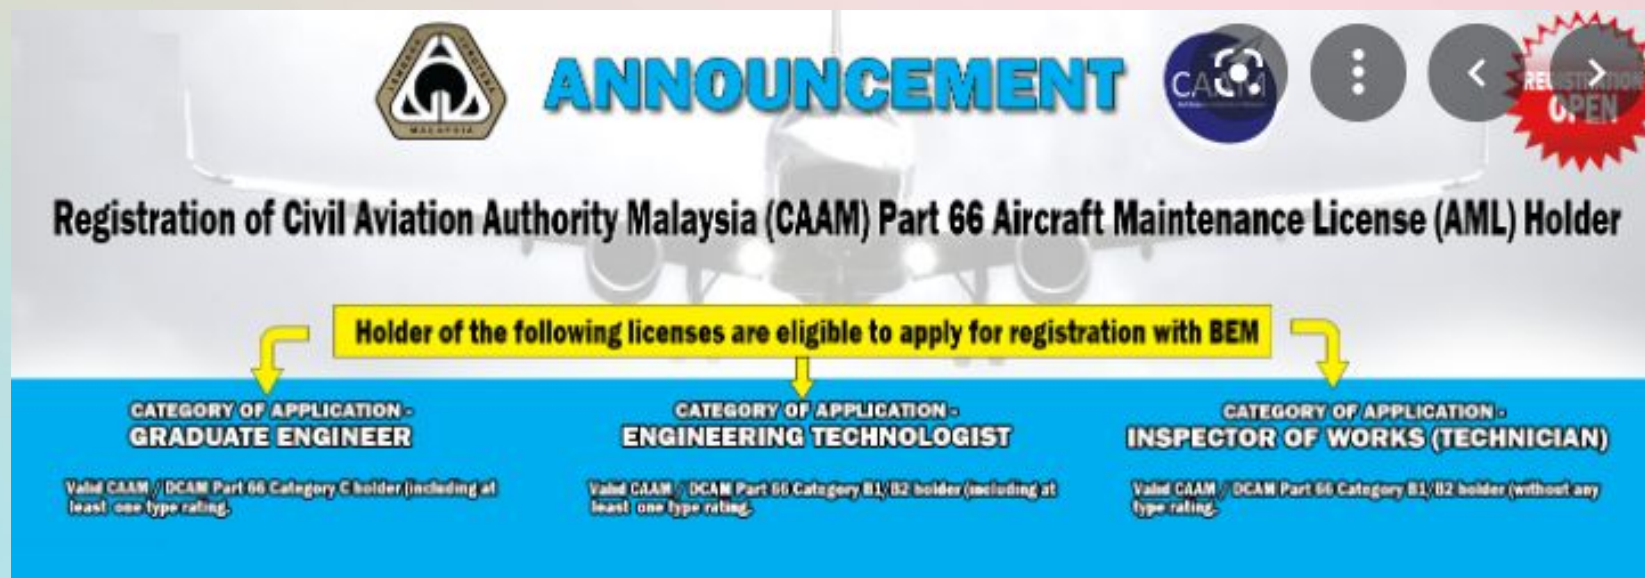 LEMBAGA JURUTERA
MALAYSIA
ANNOUNCEMENT
CAAM
REGISTRATION
OPEN
Registration of Civil Aviation Authority Malaysia (CAAM) Part 66 Aircraft Maintenance License (AML) Holder
Holder of the following licenses are eligible to apply for registration with BEM
CATEGORY OF APPLICATION -
GRADUATE ENGINEER
Valid CAAM / DCAM Part 66 Category C holder (including at
least one type rating.
CATEGORY OF APPLICATION -
ENGINEERING TECHNOLOGIST
Valid CAAM / DCAM Part 66 Category B1/B2 holder (including at
least one type rating.
CATEGORY OF APPLICATION -
INSPECTOR OF WORKS (TECHNICIAN)
Valid CAAM / DCAM Part 66 Category B1/B2 holder (without any
type rating.